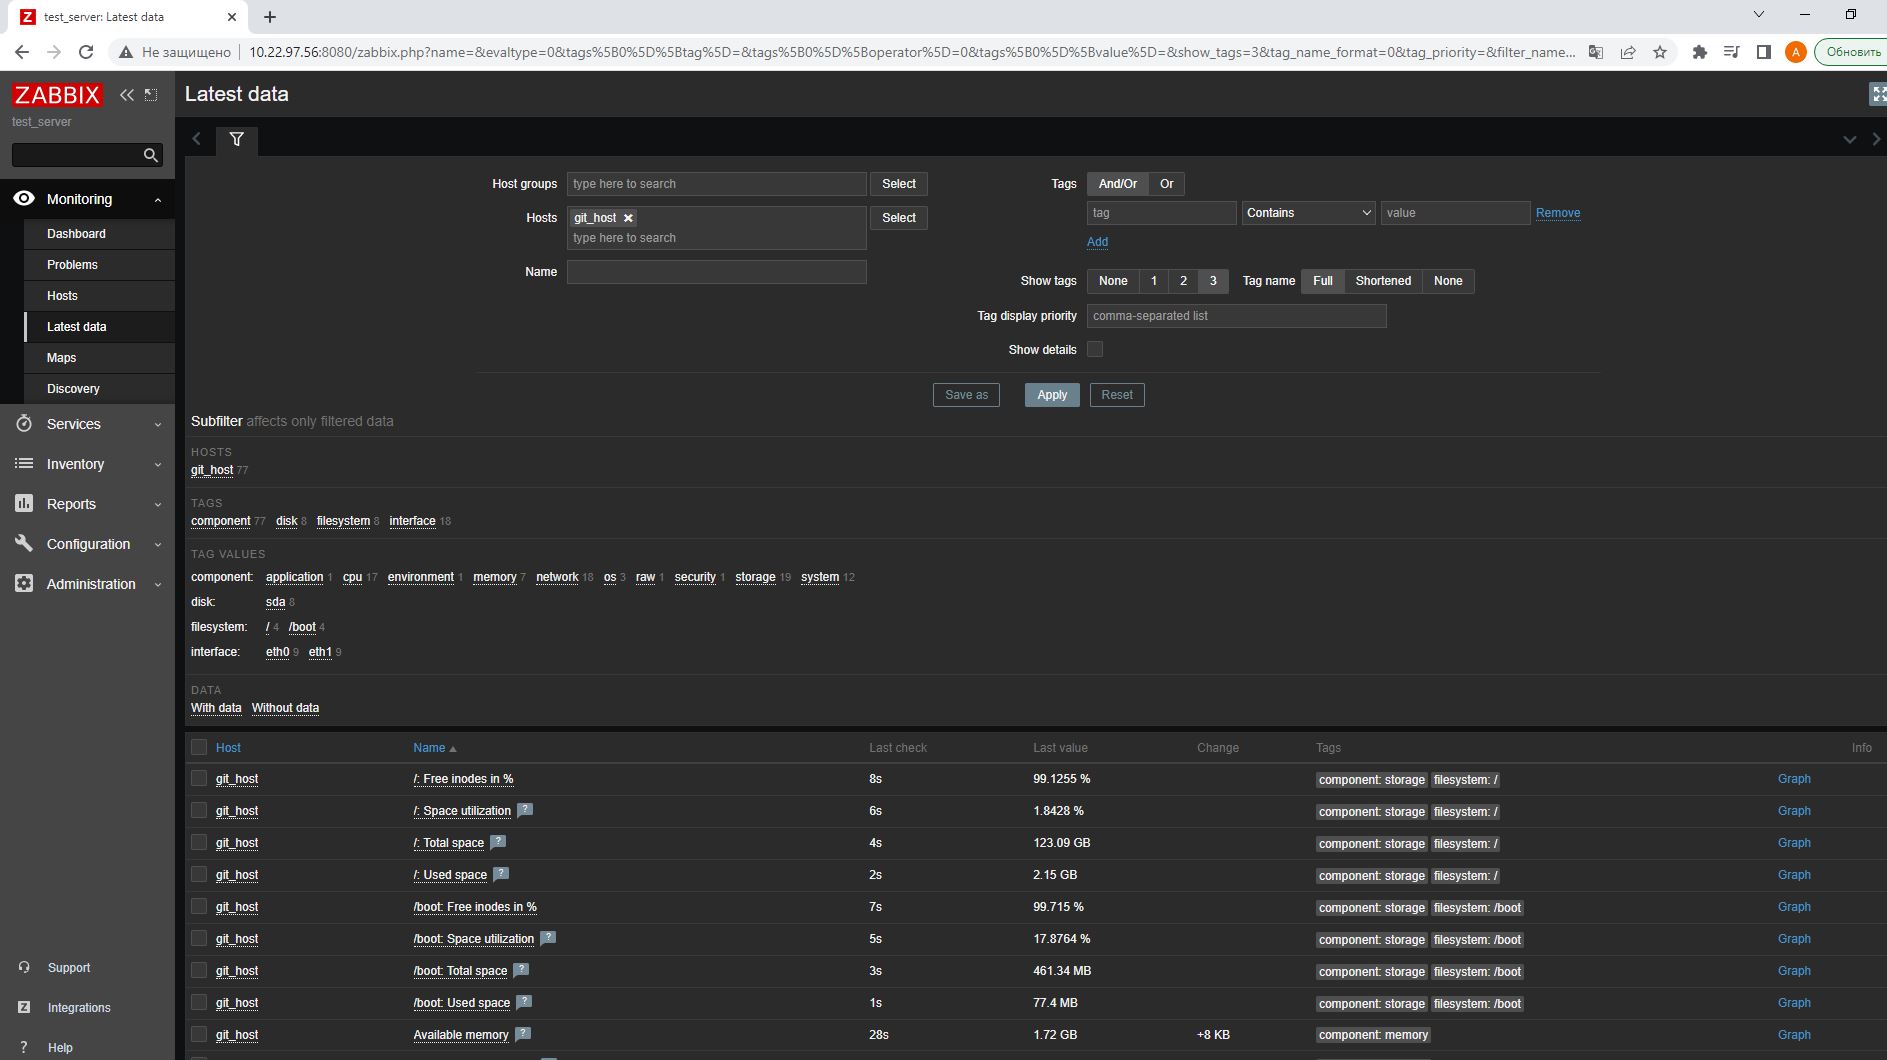 test_server: Latest data
Не защищено
10.22.97.56:8080/zabbix.php?name=&evaltype=0&tags%5B0%5D%5Btag%5D=&tags%5B0%5D%5Boperator%5D=0&tags%5B0%5D%5Bvalue%5D=&show_tags=3&tag_name_format=0&tag_priority=&filter_name...
А
Обновить
ZABBIX
test_server
Latest data
Monitoring
Dashboard
Problems
Hosts
Latest data
Maps
Discovery
Services
Inventory
Reports
Configuration
Administration
Support
Integrations
Help
Host groups type here to search Select
Hosts git_host Select
type here to search
Name
Tags And/Or Or
tag Contains value Remove
Add
Show tags None 1 2 3 Tag name Full Shortened None
Tag display priority comma-separated list
Show details
Save as Apply Reset
Subfilter affects only filtered data
HOSTS
git_host 77
TAGS
component 77 disk 8 filesystem 8 interface 18
TAG VALUES
component: application 1 cpu 17 environment 1 memory 7 network 18 os 3 raw 1 security 1 storage 19 system 12
disk: sda 8
filesystem: / 4 /boot 4
interface: eth0 9 eth1 9
DATA
With data Without data
Host Name Last check Last value Change Tags Info
git_host /: Free inodes in % 8s 99.1255 % component: storage filesystem: / Graph
git_host /: Space utilization ? 6s 1.8428 % component: storage filesystem: / Graph
git_host /: Total space ? 4s 123.09 GB component: storage filesystem: / Graph
git_host /: Used space ? 2s 2.15 GB component: storage filesystem: / Graph
git_host /boot: Free inodes in % 7s 99.715 % component: storage filesystem: /boot Graph
git_host /boot: Space utilization ? 5s 17.8764 % component: storage filesystem: /boot Graph
git_host /boot: Total space ? 3s 461.34 MB component: storage filesystem: /boot Graph
git_host /boot: Used space ? 1s 77.4 MB component: storage filesystem: /boot Graph
git_host Available memory ? 28s 1.72 GB +8 KB component: memory Graph